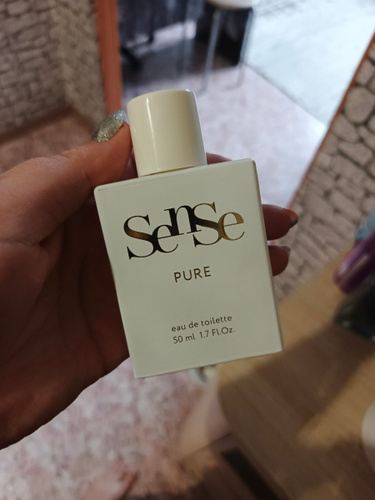 Sense
PURE
eau de toilette
50 ml 1.7 Fl.Oz.